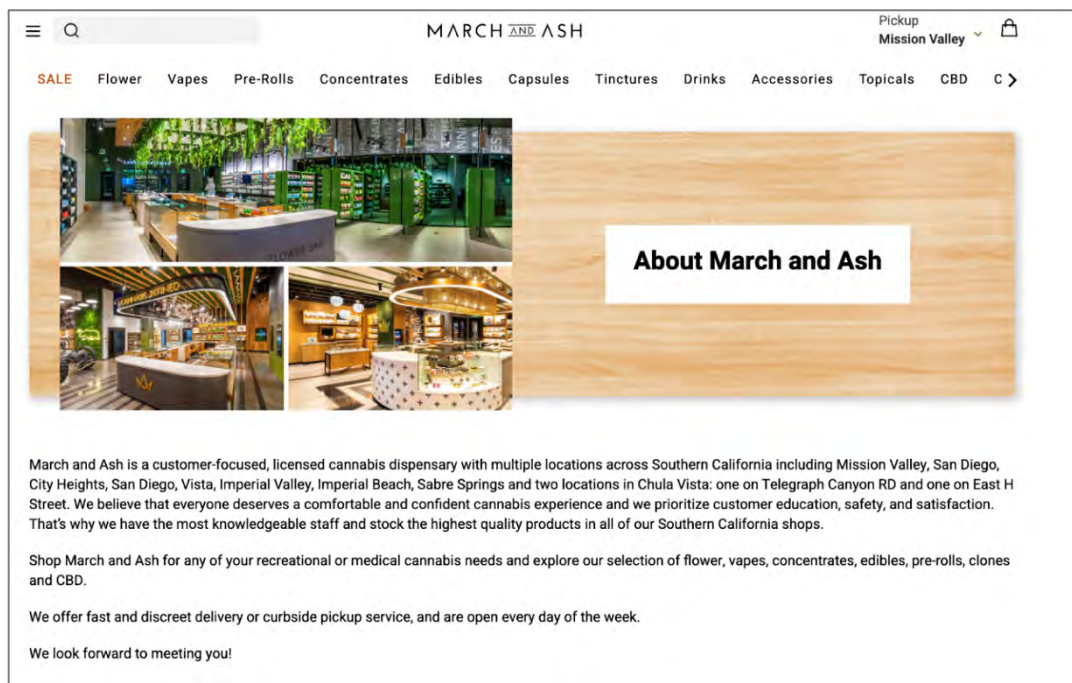 MARCH AND ASH
Pickup
Mission Valley
SALE Flower Vapes Pre-Rolls Concentrates Edibles Capsules Tinctures Drinks Accessories Topicals CBD C
FLOWER BAR
About March and Ash
March and Ash is a customer-focused, licensed cannabis dispensary with multiple locations across Southern California including Mission Valley, San Diego,
City Heights, San Diego, Vista, Imperial Valley, Imperial Beach, Sabre Springs and two locations in Chula Vista: one on Telegraph Canyon RD and one on East H
Street. We believe that everyone deserves a comfortable and confident cannabis experience and we prioritize customer education, safety, and satisfaction.
That's why we have the most knowledgeable staff and stock the highest quality products in all of our Southern California shops.
Shop March and Ash for any of your recreational or medical cannabis needs and explore our selection of flower, vapes, concentrates, edibles, pre-rolls, clones
and CBD.
We offer fast and discreet delivery or curbside pickup service, and are open every day of the week.
We look forward to meeting you!